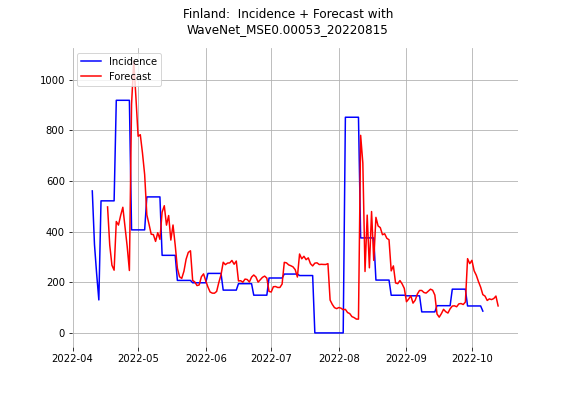 Finland:  Incidence + Forecast with
WaveNet_MSE0.00053_20220815
Incidence
Forecast
1000
800
600
400
200
0
2022-04 2022-05 2022-06 2022-07 2022-08 2022-09 2022-10